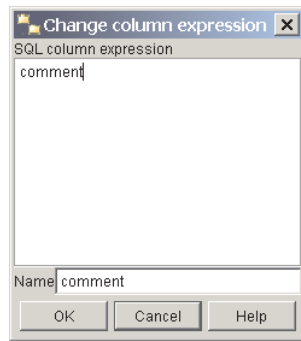 Change column expression
SQL column expression
comment
Name comment
OK Cancel Help